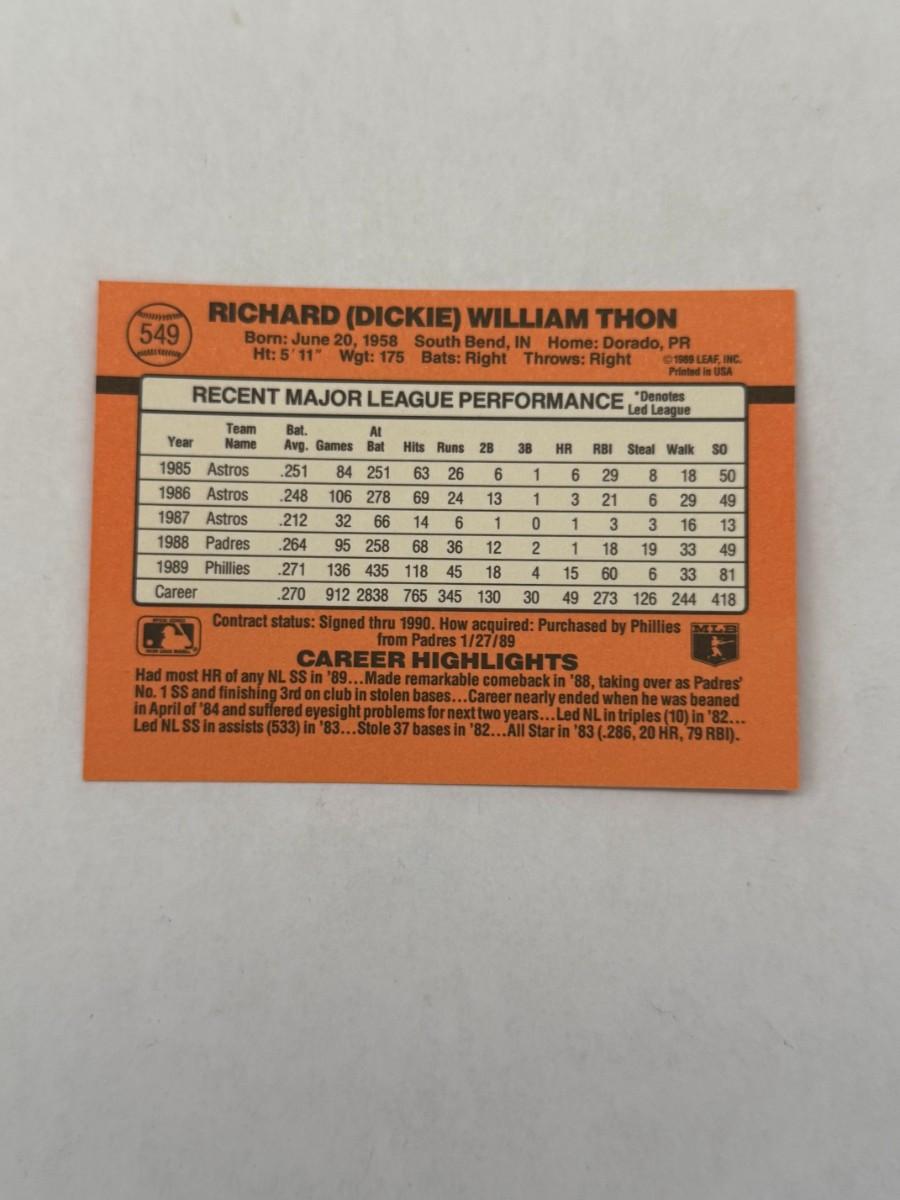 549
RICHARD (DICKIE) WILLIAM THON
Born: June 20, 1958 South Bend, IN Home: Dorado, PR
Ht: 5' 11" Wgt: 175 Bats: Right Throws: Right ©1989 LEAF, INC.
Printed in USA
RECENT MAJOR LEAGUE PERFORMANCE *Denotes
Led League
Year Team Name Bat. Avg. Games At Bat Hits Runs 2B 3B HR RBI Steal Walk SO
1985 Astros .251 84 251 63 26 6 1 6 29 8 18 50
1986 Astros .248 106 278 69 24 13 1 3 21 6 29 49
1987 Astros .212 32 66 14 6 1 0 1 3 3 16 13
1988 Padres .264 95 258 68 36 12 2 1 18 19 33 49
1989 Phillies .271 136 435 118 45 18 4 15 60 6 33 81
Career .270 912 2838 765 345 130 30 49 273 126 244 418
Contract status: Signed thru 1990. How acquired: Purchased by Phillies
from Padres 1/27/89
MLB
CAREER HIGHLIGHTS
Had most HR of any NL SS in '89...Made remarkable comeback in '88, taking over as Padres'
No. 1 SS and finishing 3rd on club in stolen bases...Career nearly ended when he was beaned
in April of '84 and suffered eyesight problems for next two years...Led NL in triples (10) in '82...
Led NL SS in assists (533) in '83...Stole 37 bases in '82...All Star in '83 (.286, 20 HR, 79 RBI).